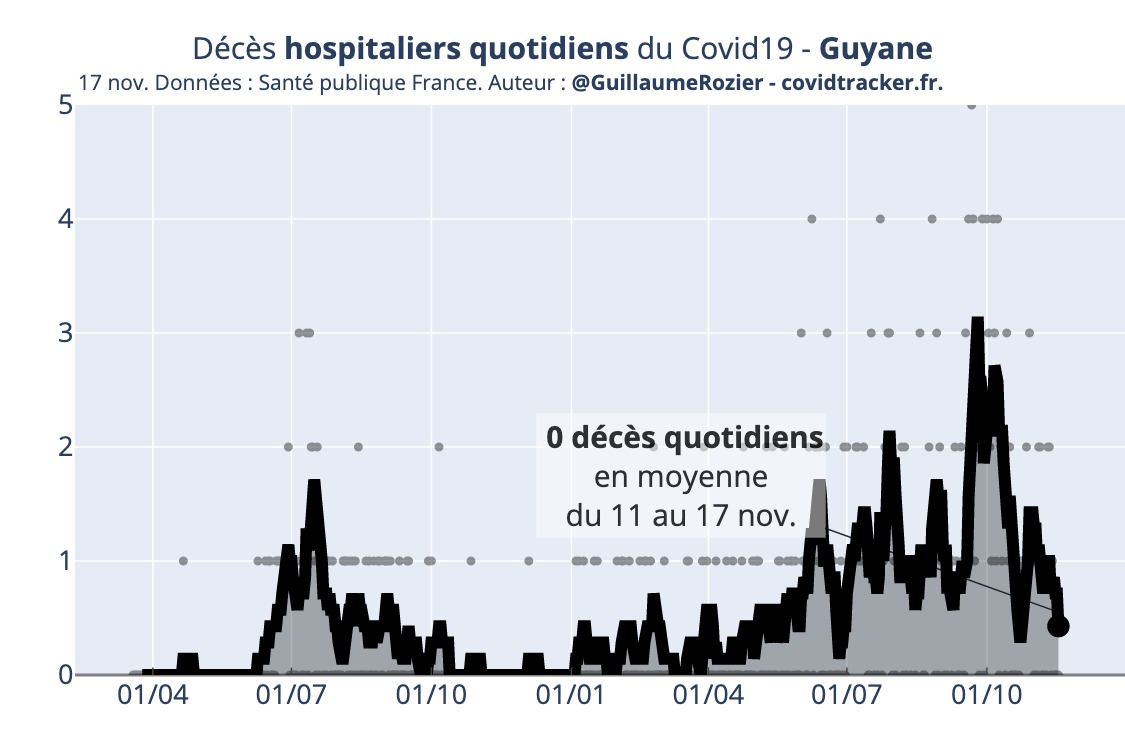 Décès hospitaliers quotidiens du Covid19 - Guyane
17 nov. Données : Santé publique France. Auteur : @GuillaumeRozier - covidtracker.fr.
5
4
3
2
1
0
0 décès quotidiens
en moyenne
du 11 au 17 nov.
01/04 01/07 01/10 01/01 01/04 01/07 01/10